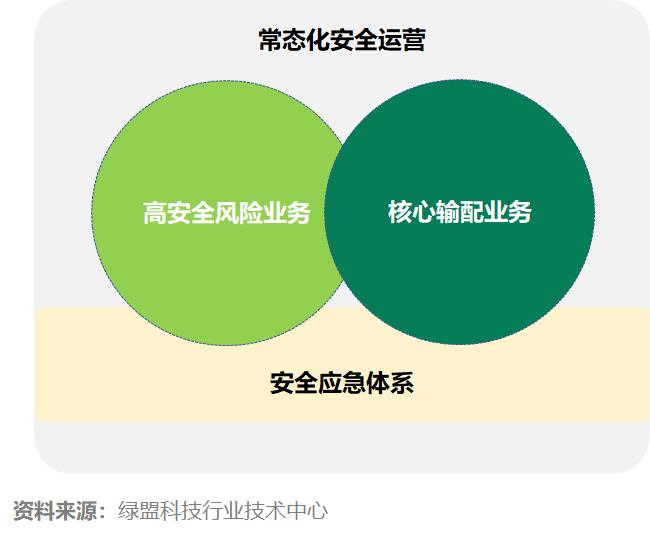 常态化安全运营
高安全风险业务
核心输配业务
安全应急体系
资料来源：绿盟科技行业技术中心